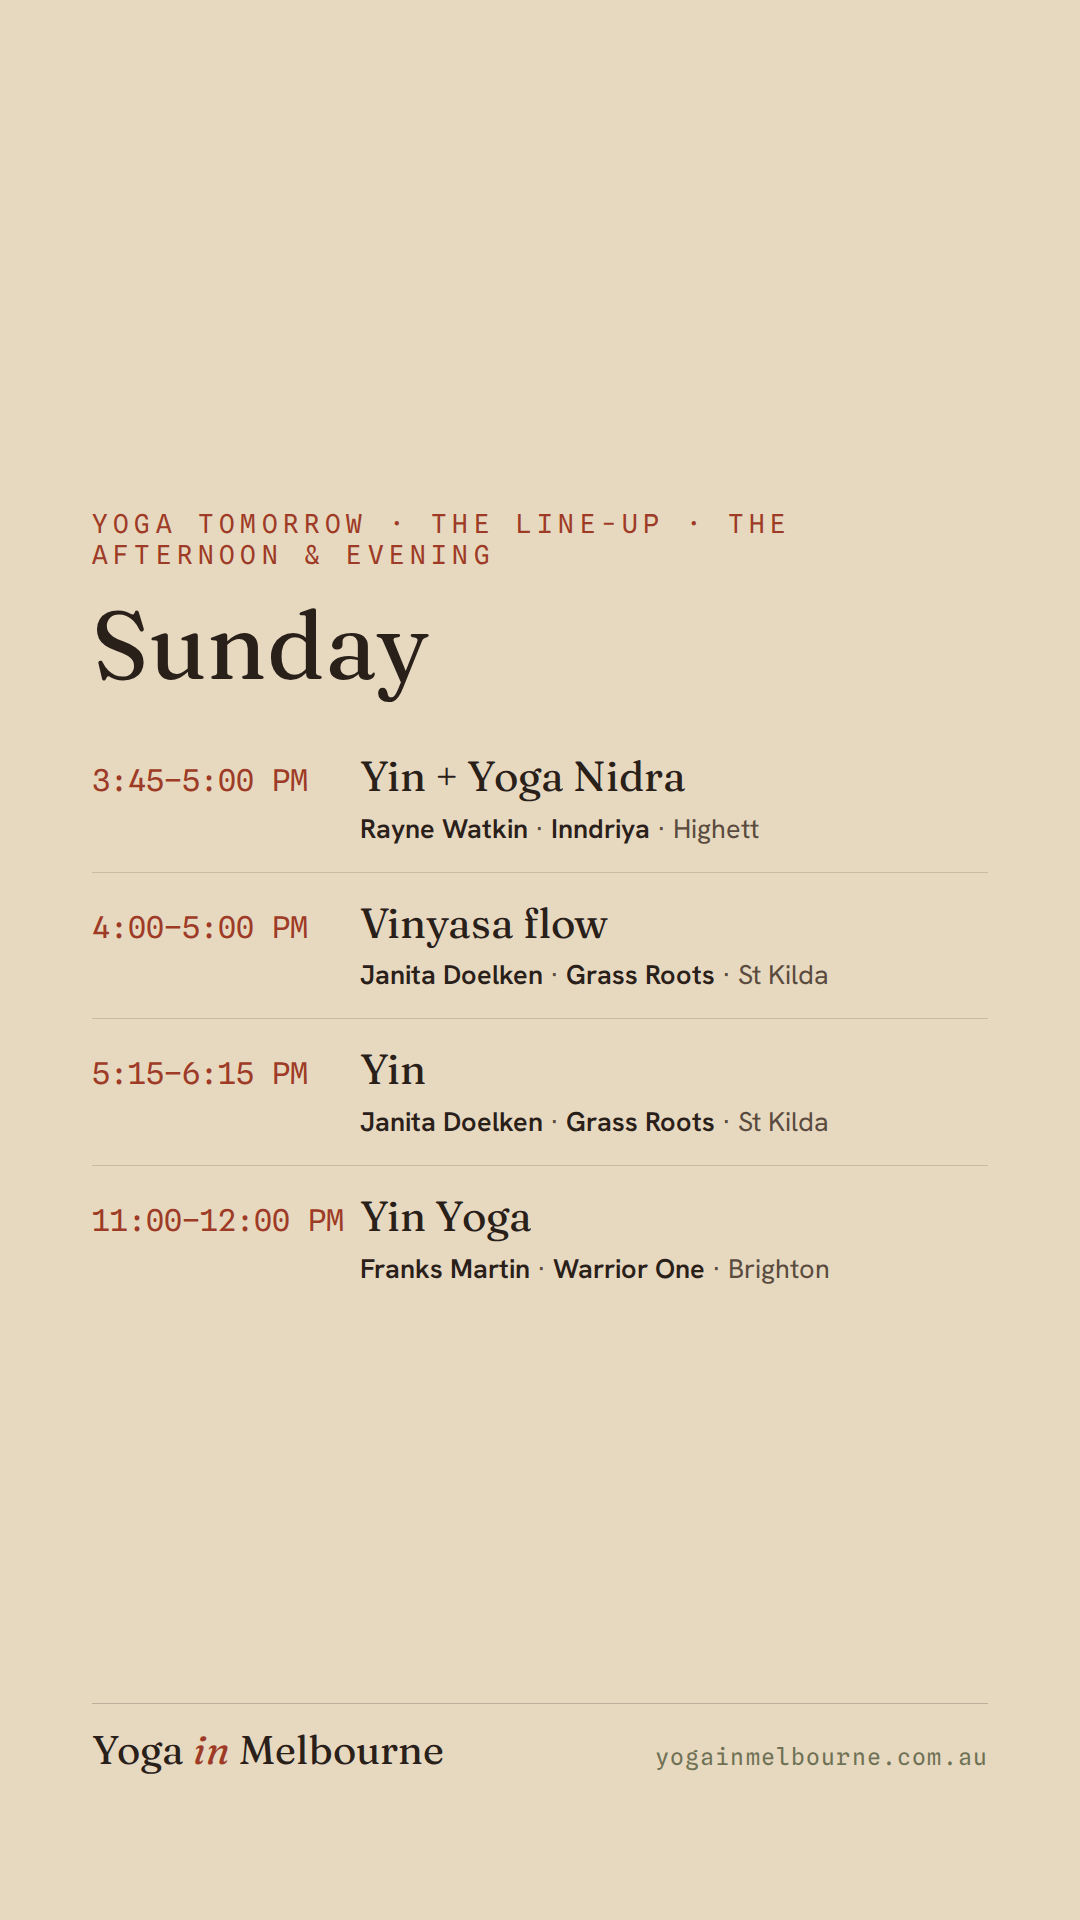 YOGA TOMORROW · THE LINE-UP · THE
AFTERNOON & EVENING
Sunday
3:45–5:00 PM Yin + Yoga Nidra
Rayne Watkin · Inndriya · Highett
4:00–5:00 PM Vinyasa flow
Janita Doelken · Grass Roots · St Kilda
5:15–6:15 PM Yin
Janita Doelken · Grass Roots · St Kilda
11:00–12:00 PM Yin Yoga
Franks Martin · Warrior One · Brighton
Yoga in Melbourne yogainmelbourne.com.au